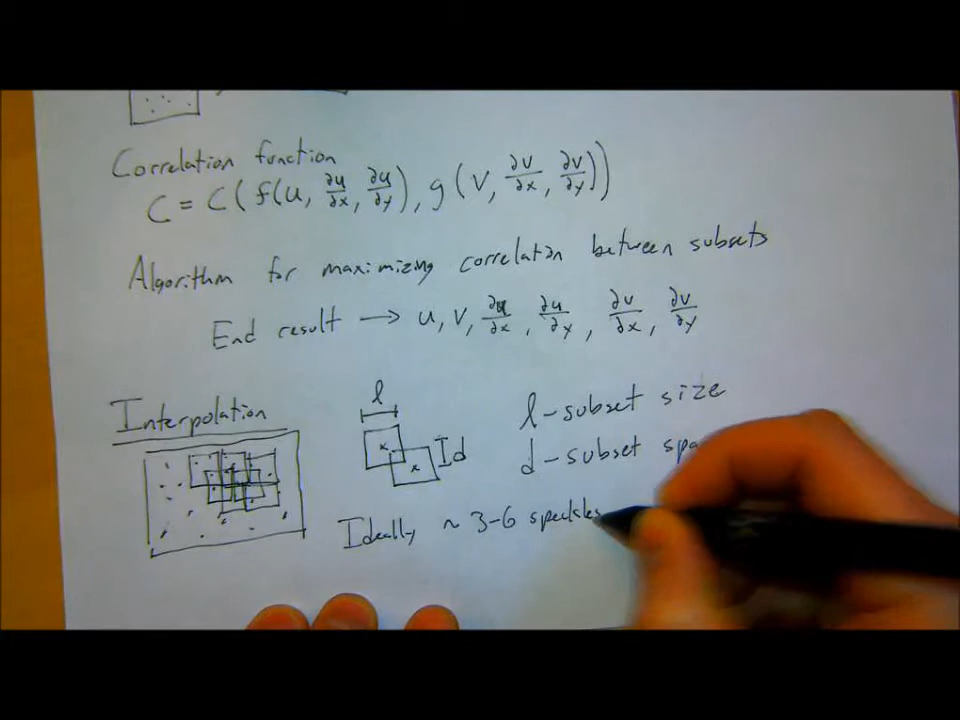 Correlation function
C = C(f(u, ∂u/∂x, ∂u/∂y), g(v, ∂v/∂x, ∂v/∂y))
Algorithm for maximizing correlation between subsets
End result → u, v, ∂u/∂x, ∂u/∂y, ∂v/∂x, ∂v/∂y
Interpolation
l
d
l - subset size
d - subset spa
Ideally ~ 3-6 speckles